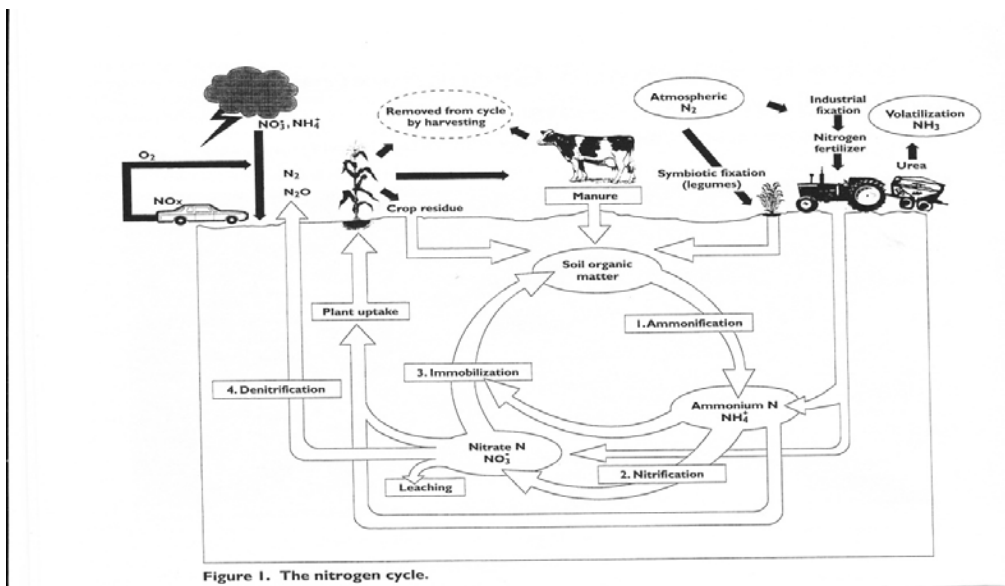 Removed from cycle
by harvesting
Atmospheric
N₂
Industrial
fixation
Volatilization
NH₃
NO₃⁻, NH₄⁺
Nitrogen
fertilizer
O₂
N₂
Symbiotic fixation
(legumes)
Urea
N₂O
NOx
Crop residue
Manure
Soil organic
matter
Plant uptake
1. Ammonification
3. Immobilization
4. Denitrification
Ammonium N
NH₄⁺
Nitrate N
NO₃⁻
2. Nitrification
Leaching
Figure 1. The nitrogen cycle.